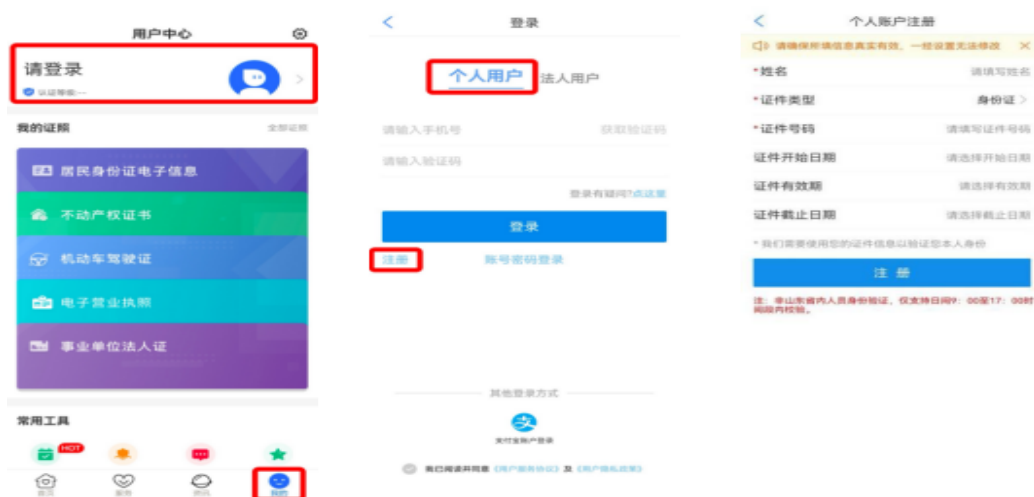 用户中心
请登录
认证等级:--
我的证照
全部证照
居民身份证电子信息
不动产权证书
机动车驾驶证
电子营业执照
事业单位法人证
常用工具
HOT
首页
服务
资讯
我的
登录
个人用户
法人用户
请输入手机号
获取验证码
请输入验证码
登录有疑问?点这里
登录
注册
账号密码登录
其他登录方式
支付宝账户登录
我已阅读并同意《用户服务协议》及《用户隐私政策》
个人账户注册
请确保所填信息真实有效,一经设置无法修改
*姓名
请填写姓名
*证件类型
身份证
*证件号码
请填写证件号码
证件开始日期
请选择开始日期
证件有效期
请选择有效期
证件截止日期
请选择截止日期
* 我们需要使用您的证件信息以验证您本人身份
注 册
注:非山东省内人员身份验证,仅支持日间9:00至17:00时
间段内校验。